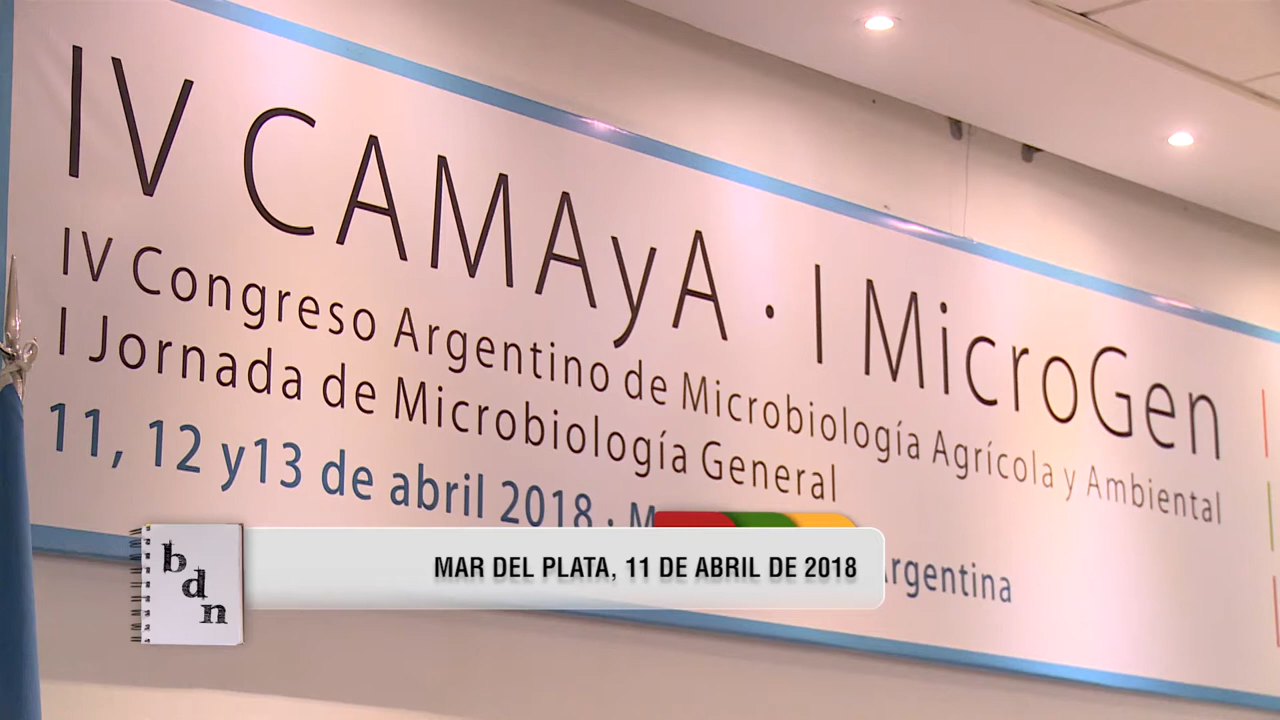 IV CAMAyA · I MicroGen
IV Congreso Argentino de Microbiología Agrícola y Ambiental
I Jornada de Microbiología General
11, 12 y13 de abril 2018 ·
Argentina
bdn
MAR DEL PLATA, 11 DE ABRIL DE 2018